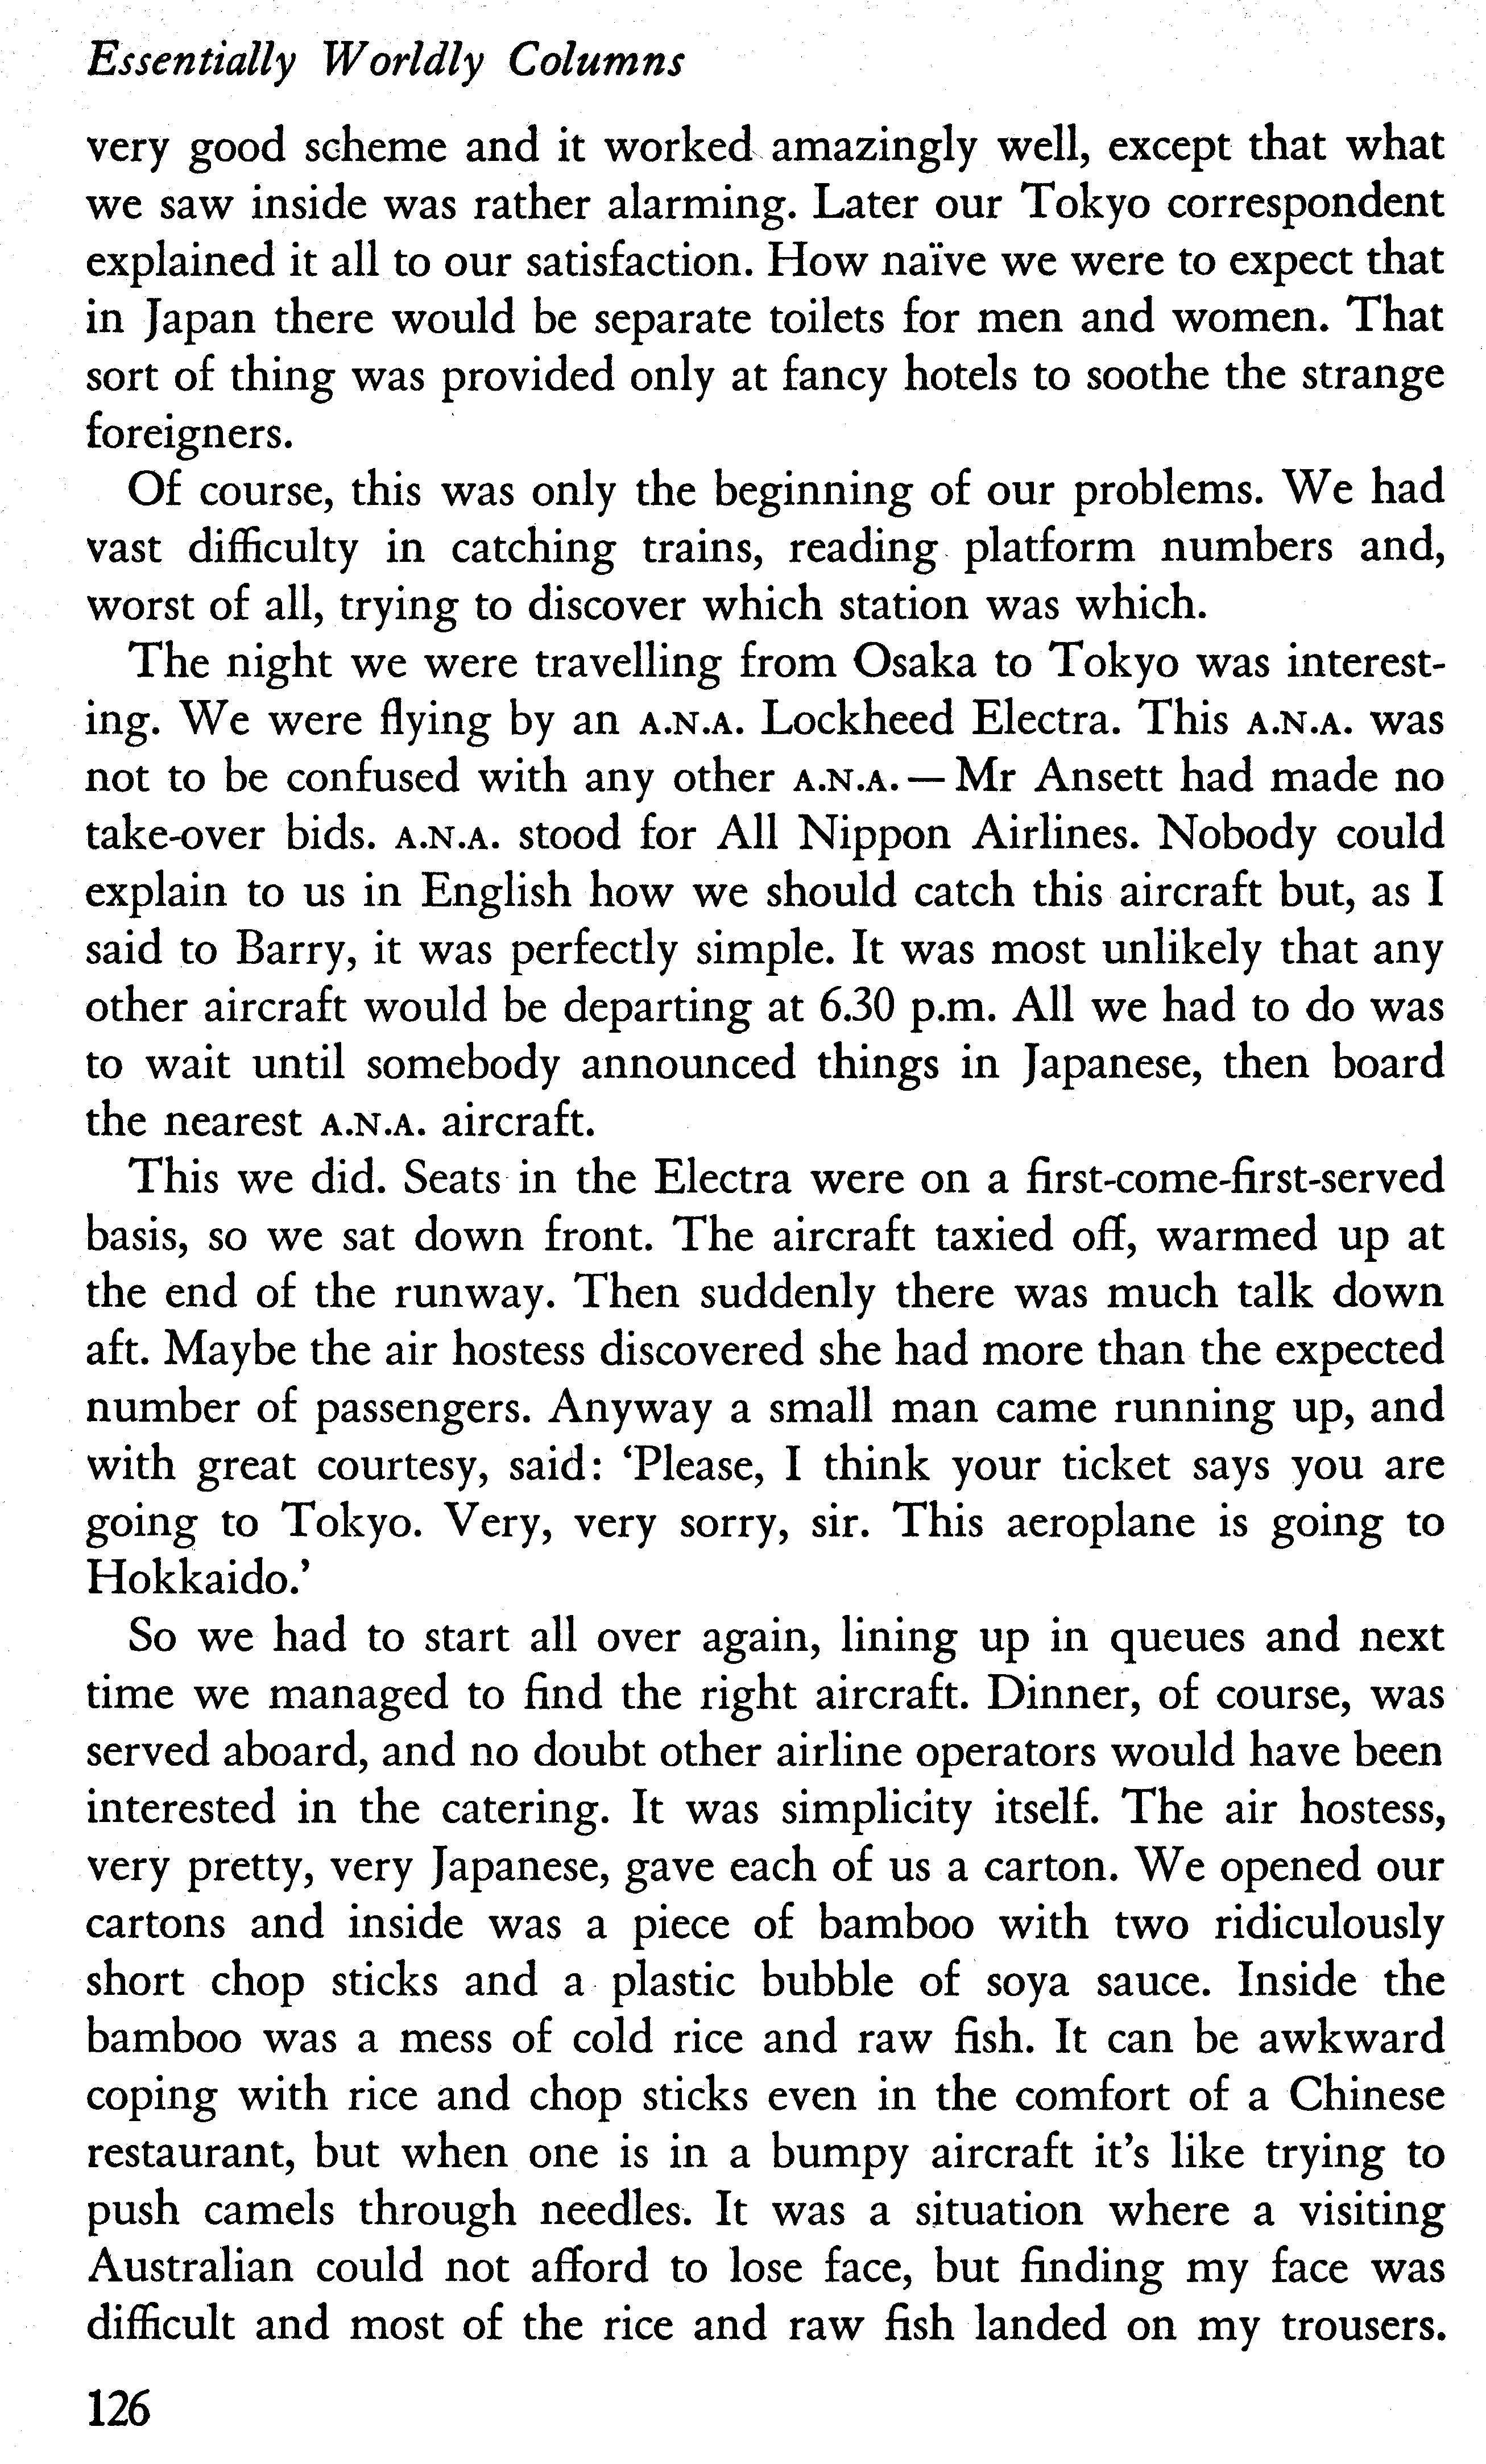 Essentially Worldly Columns
very good scheme and it worked amazingly well, except that what
we saw inside was rather alarming. Later our Tokyo correspondent
explained it all to our satisfaction. How naïve we were to expect that
in Japan there would be separate toilets for men and women. That
sort of thing was provided only at fancy hotels to soothe the strange
foreigners.
Of course, this was only the beginning of our problems. We had
vast difficulty in catching trains, reading platform numbers and,
worst of all, trying to discover which station was which.
The night we were travelling from Osaka to Tokyo was interest-
ing. We were flying by an A.N.A. Lockheed Electra. This A.N.A. was
not to be confused with any other A.N.A. — Mr Ansett had made no
take-over bids. A.N.A. stood for All Nippon Airlines. Nobody could
explain to us in English how we should catch this aircraft but, as I
said to Barry, it was perfectly simple. It was most unlikely that any
other aircraft would be departing at 6.30 p.m. All we had to do was
to wait until somebody announced things in Japanese, then board
the nearest A.N.A. aircraft.
This we did. Seats in the Electra were on a first-come-first-served
basis, so we sat down front. The aircraft taxied off, warmed up at
the end of the runway. Then suddenly there was much talk down
aft. Maybe the air hostess discovered she had more than the expected
number of passengers. Anyway a small man came running up, and
with great courtesy, said: ‘Please, I think your ticket says you are
going to Tokyo. Very, very sorry, sir. This aeroplane is going to
Hokkaido.’
So we had to start all over again, lining up in queues and next
time we managed to find the right aircraft. Dinner, of course, was
served aboard, and no doubt other airline operators would have been
interested in the catering. It was simplicity itself. The air hostess,
very pretty, very Japanese, gave each of us a carton. We opened our
cartons and inside was a piece of bamboo with two ridiculously
short chop sticks and a plastic bubble of soya sauce. Inside the
bamboo was a mess of cold rice and raw fish. It can be awkward
coping with rice and chop sticks even in the comfort of a Chinese
restaurant, but when one is in a bumpy aircraft it’s like trying to
push camels through needles. It was a situation where a visiting
Australian could not afford to lose face, but finding my face was
difficult and most of the rice and raw fish landed on my trousers.
126